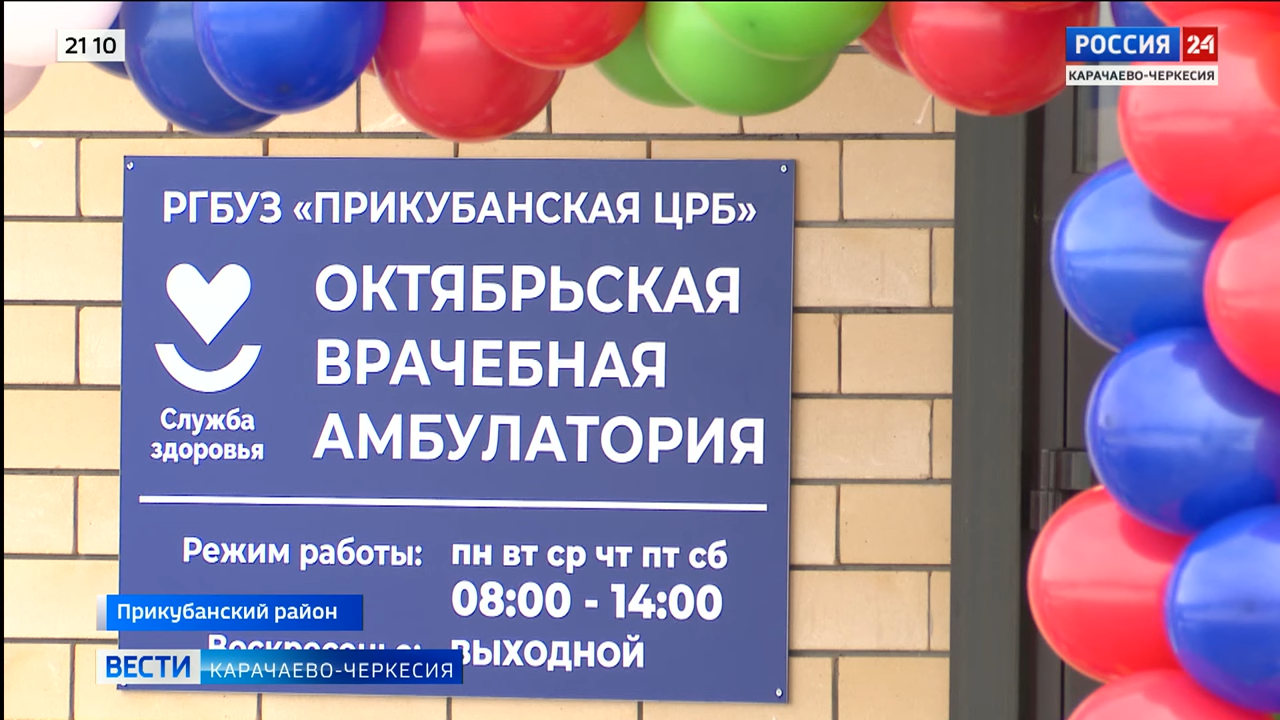 21 10
РОССИЯ 24
КАРАЧАЕВО-ЧЕРКЕСИЯ
РГБУЗ «ПРИКУБАНСКАЯ ЦРБ»
ОКТЯБРЬСКАЯ
ВРАЧЕБНАЯ
АМБУЛАТОРИЯ
Служба
здоровья
Режим работы: пн вт ср чт пт сб
08:00 - 14:00
Воскресенье: выходной
Прикубанский район
ВЕСТИ КАРАЧАЕВО-ЧЕРКЕСИЯ